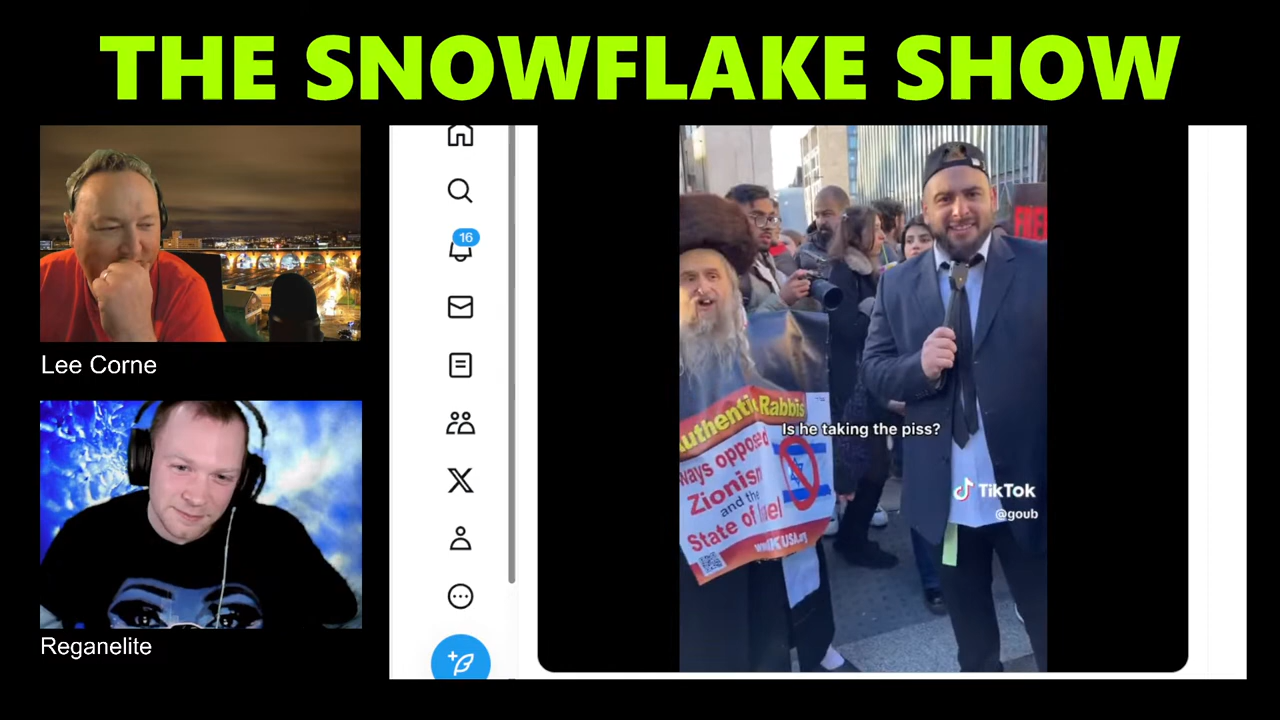 THE SNOWFLAKE SHOW
Lee Corne
Reganelite
16
Authentic Rabbis
always opposed
Zionism
and the
State of Israel
Is he taking the piss?
TikTok
@goub